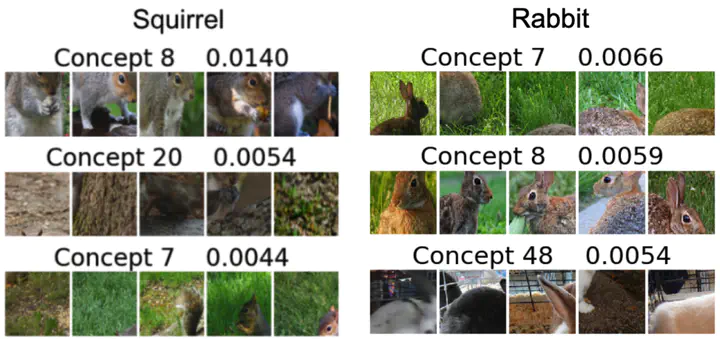 Squirrel
Concept 8 0.0140
Concept 20 0.0054
Concept 7 0.0044
Rabbit
Concept 7 0.0066
Concept 8 0.0059
Concept 48 0.0054